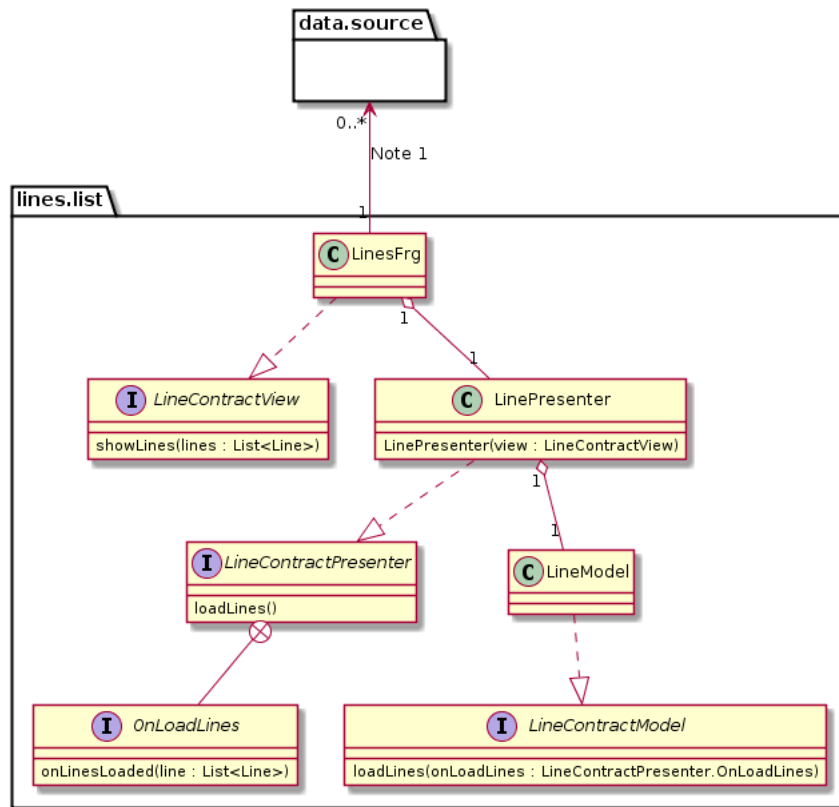 data.source
0..*
Note 1
lines.list
1
C LinesFrg
1
1
I LineContractView
showLines(lines : List<Line>)
C LinePresenter
LinePresenter(view : LineContractView)
1
1
I LineContractPresenter
loadLines()
C LineModel
I OnLoadLines
onLinesLoaded(line : List<Line>)
I LineContractModel
loadLines(onLoadLines : LineContractPresenter.OnLoadLines)